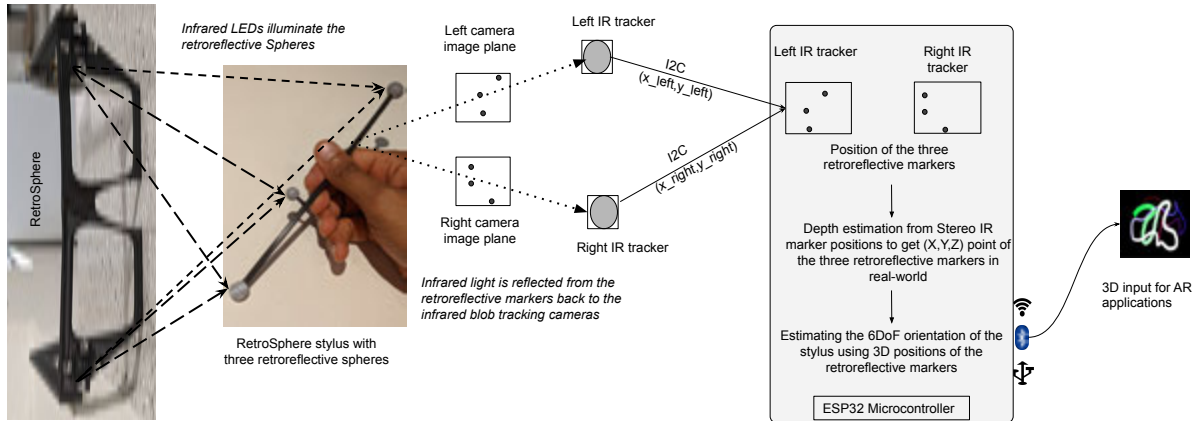 RetroSphere
Infrared LEDs illuminate the
retroreflective Spheres
RetroSphere stylus with
three retroreflective spheres
Left camera
image plane
Right camera
image plane
Infrared light is reflected from the
retroreflective markers back to the
infrared blob tracking cameras
Left IR tracker
Right IR tracker
I2C
(x_left,y_left)
I2C
(x_right,y_right)
Left IR tracker
Right IR
tracker
Position of the three
retroreflective markers
Depth estimation from Stereo IR
marker positions to get (X,Y,Z) point of
the three retroreflective markers in
real-world
Estimating the 6DoF orientation of the
stylus using 3D positions of the
retroreflective markers
ESP32 Microcontroller
3D input for AR
applications